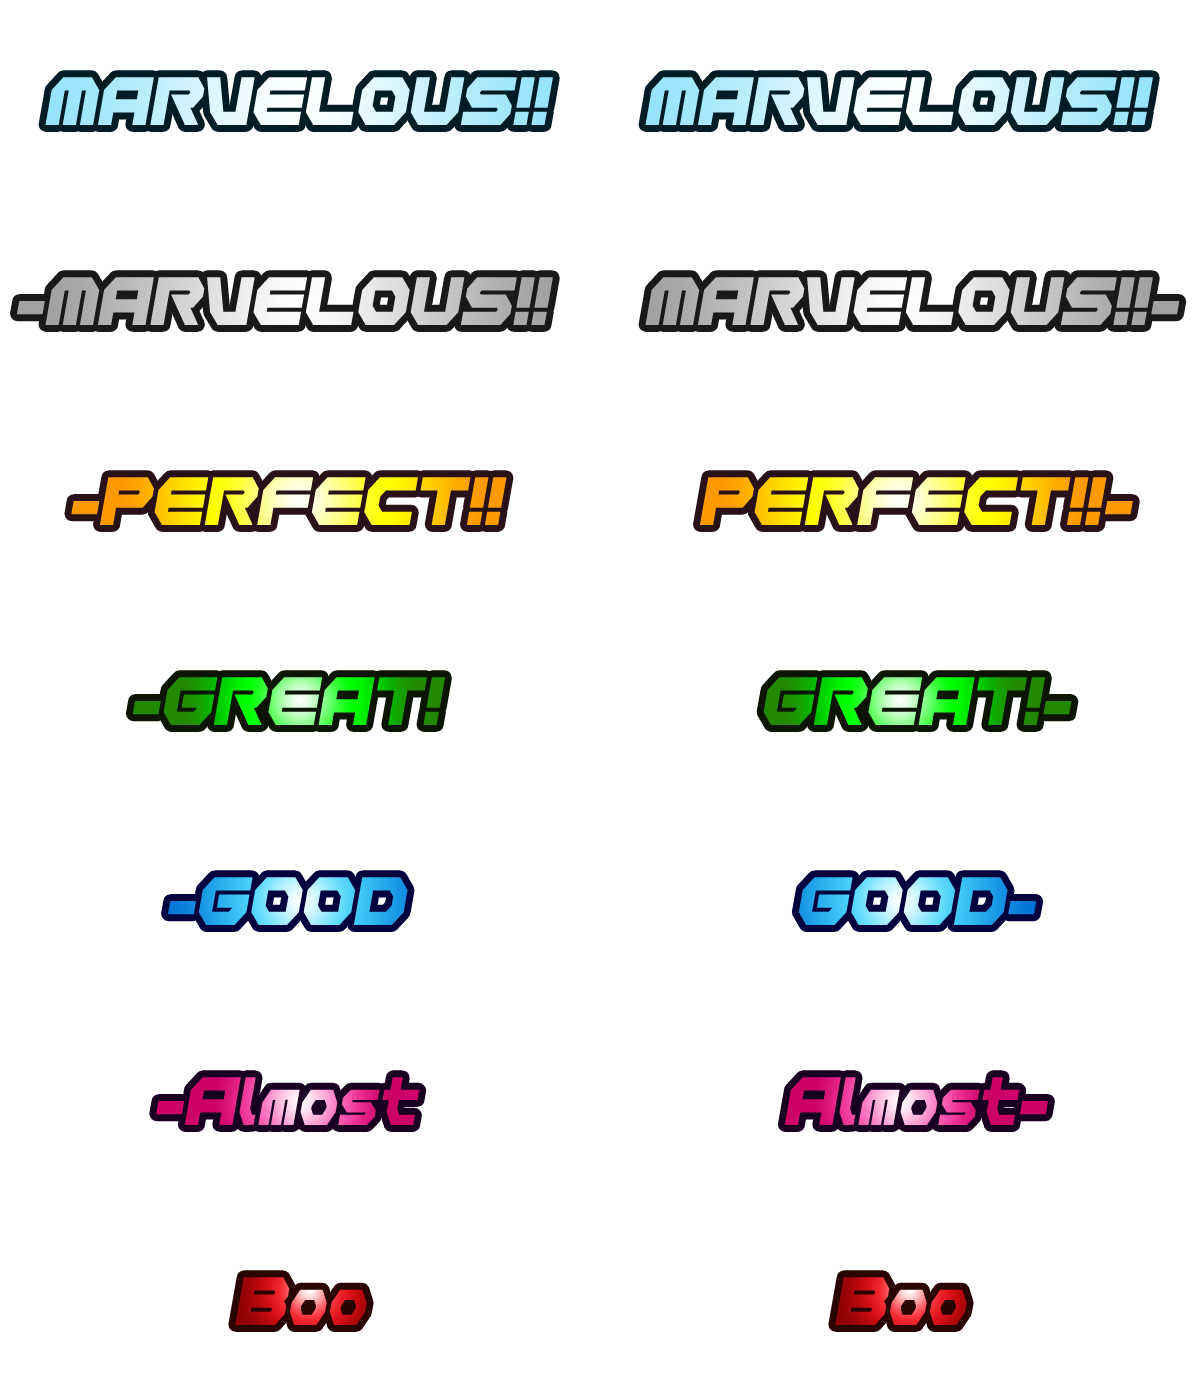 MARVELOUS!! MARVELOUS!!
-MARVELOUS!! MARVELOUS!!-
-PERFECT!! PERFECT!!-
-GREAT! GREAT!-
-GOOD GOOD-
-Almost Almost-
Boo Boo